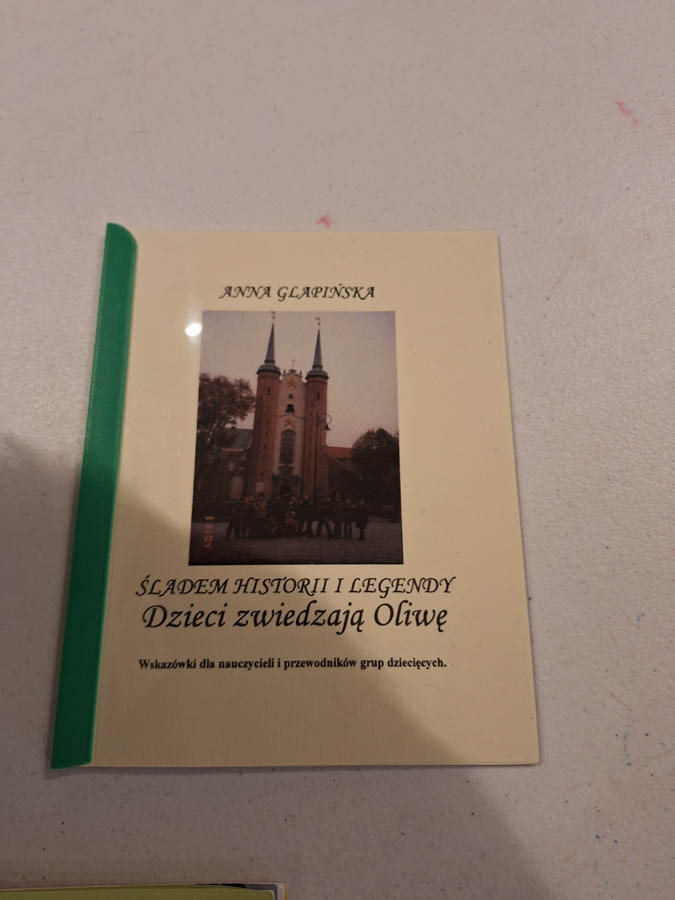 ANNA GLAPIŃSKA
ŚLADEM HISTORII I LEGENDY
Dzieci zwiedzają Oliwę
Wskazówki dla nauczycieli i przewodników grup dziecięcych.